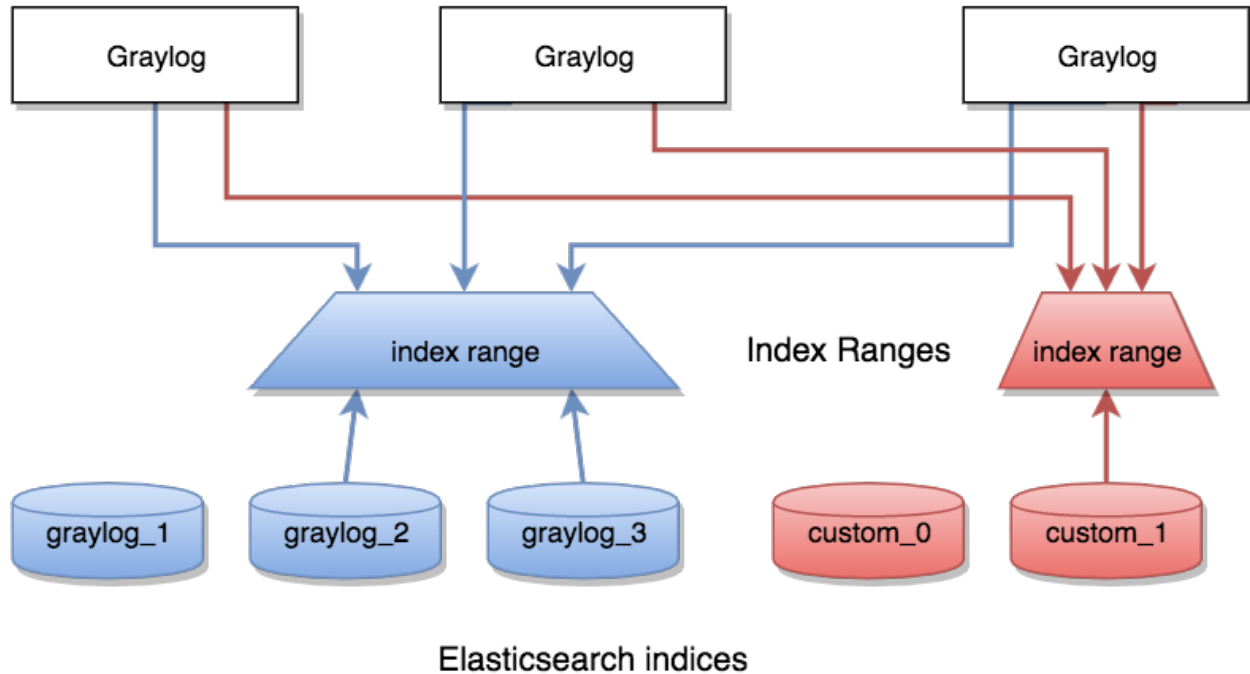 Graylog
Graylog
Graylog
index range
Index Ranges
index range
graylog_1
graylog_2
graylog_3
custom_0
custom_1
Elasticsearch indices